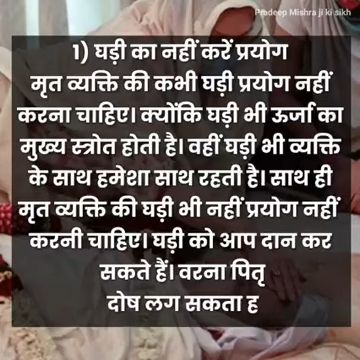 Pradeep Mishra ji ki sikh
1) घड़ी का नहीं करें प्रयोग
मृत व्यक्ति की कभी घड़ी प्रयोग नहीं
करना चाहिए। क्योंकि घड़ी भी ऊर्जा का
मुख्य स्त्रोत होती है। वहीं घड़ी भी व्यक्ति
के साथ हमेशा साथ रहती है। साथ ही
मृत व्यक्ति की घड़ी भी नहीं प्रयोग नहीं
करनी चाहिए। घड़ी को आप दान कर
सकते हैं। वरना पितृ
दोष लग सकता ह